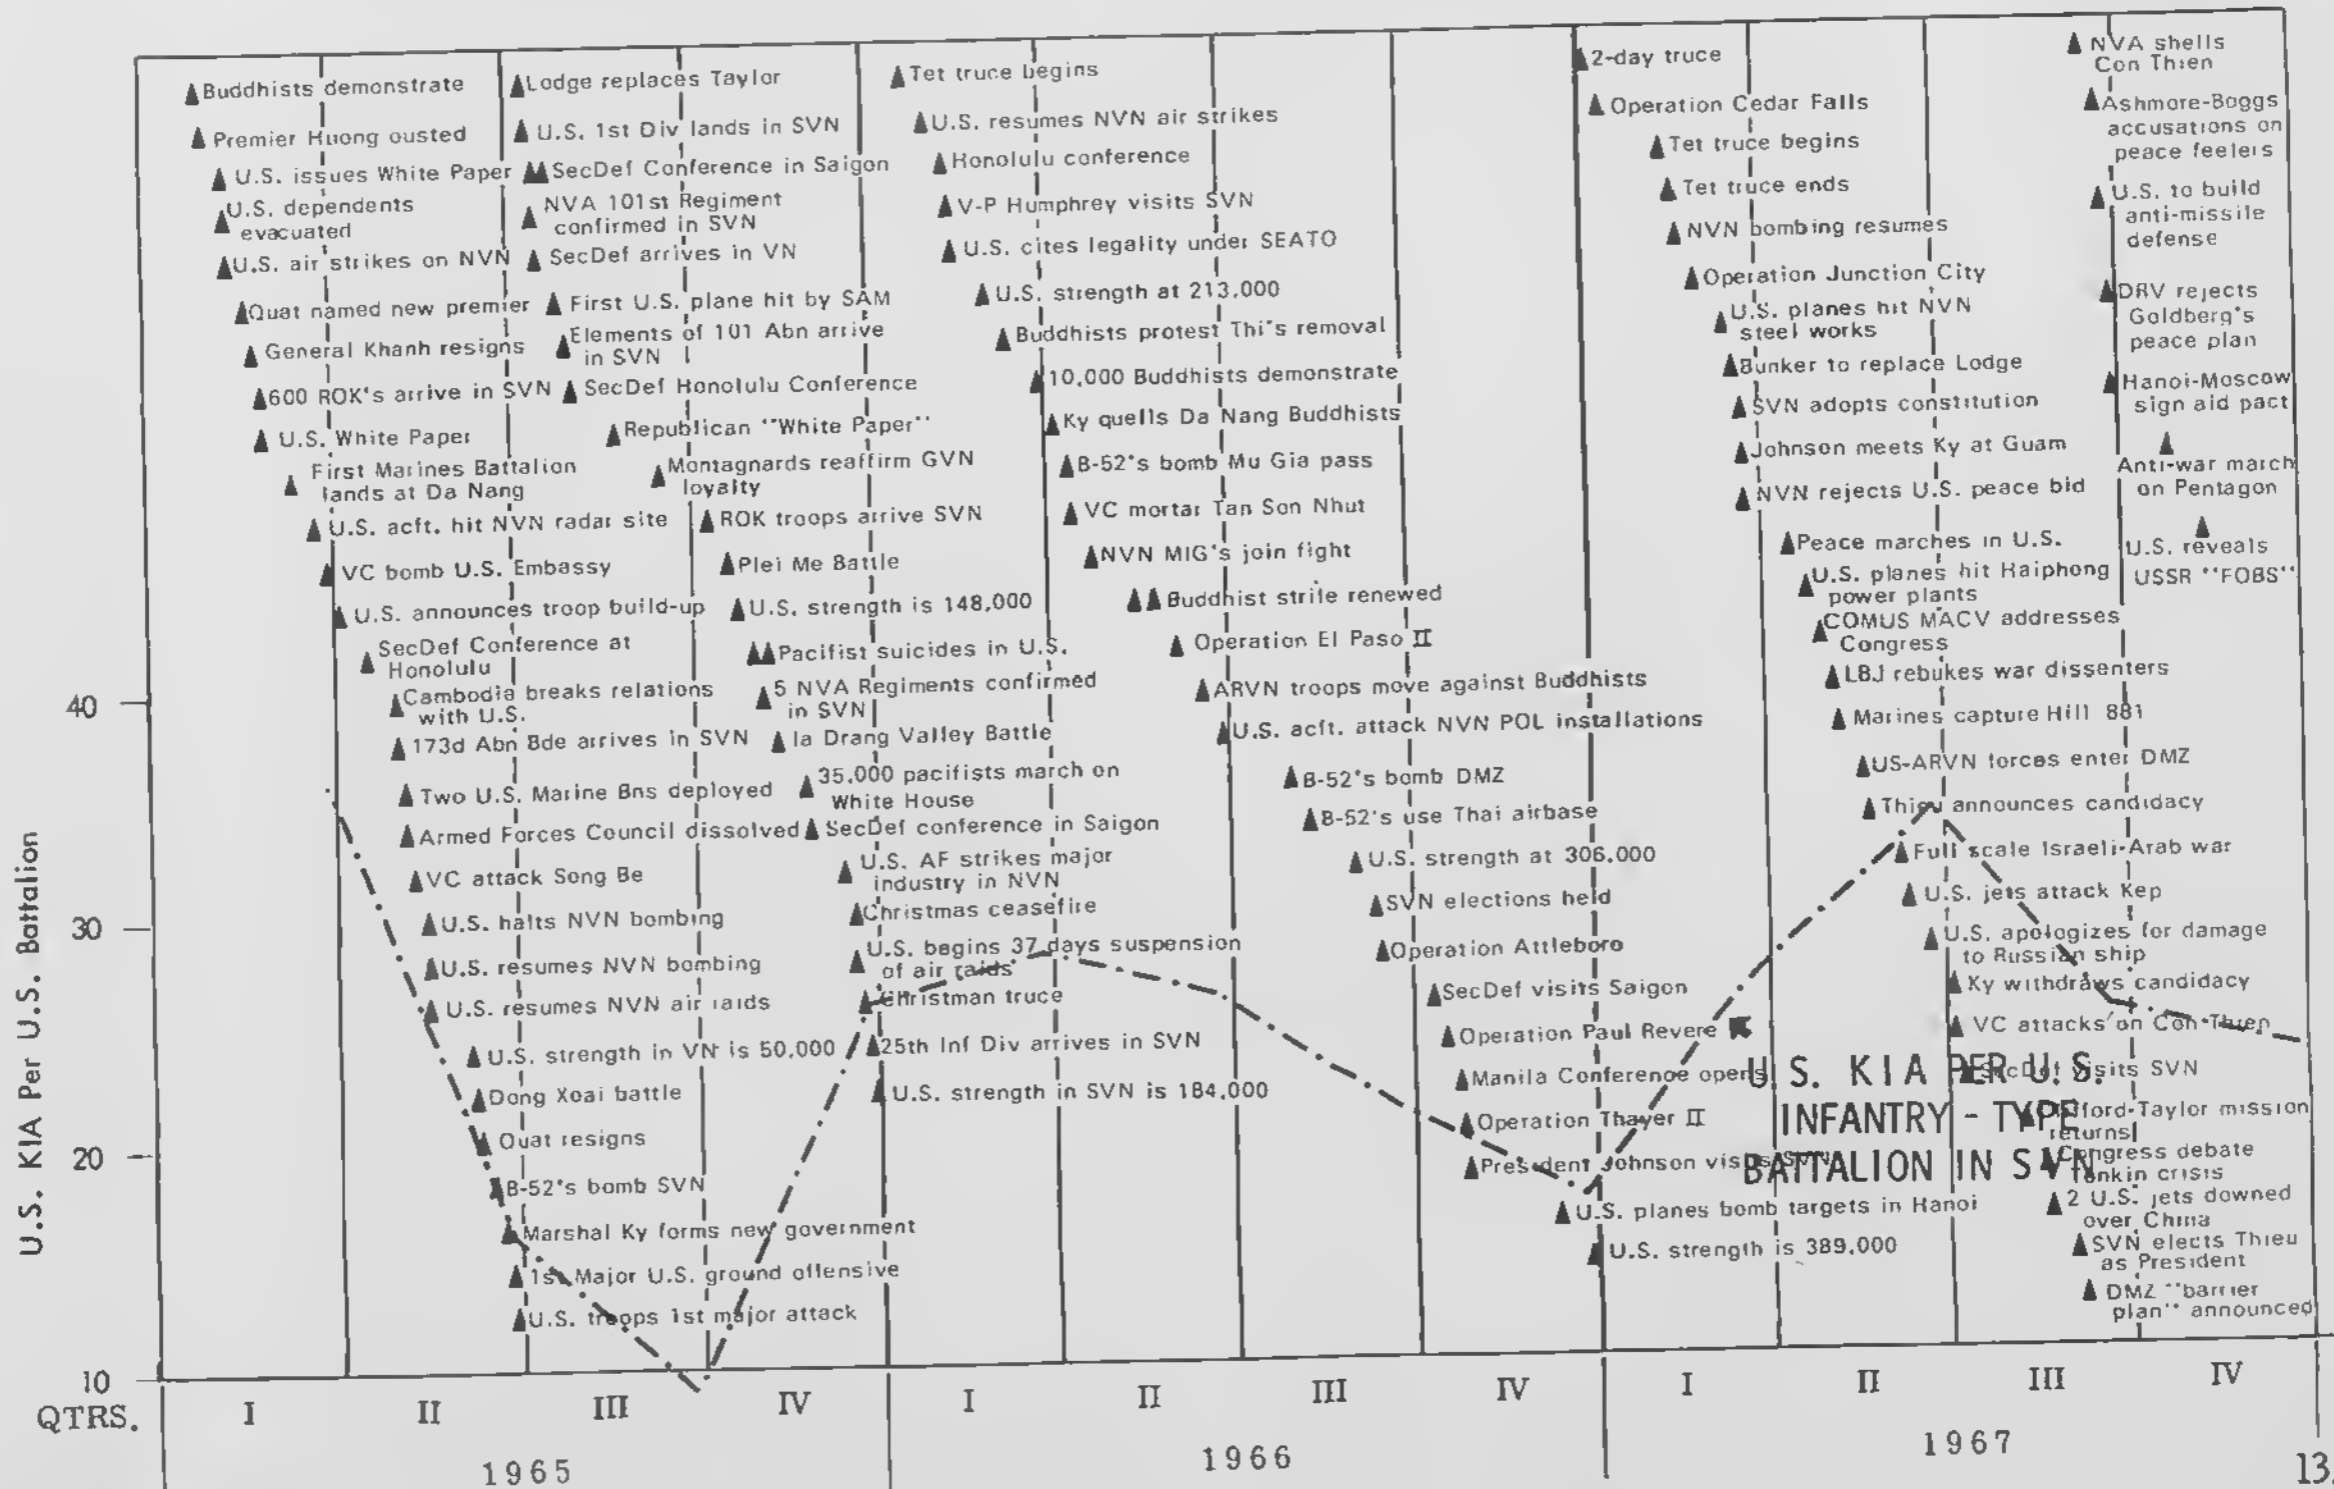 Buddhists demonstrate
Premier Huong ousted
U.S. issues White Paper
U.S. dependents
evacuated
U.S. air strikes on NVN
Quat named new premier
General Khanh resigns
600 ROK's arrive in SVN
U.S. White Paper
First Marines Battalion
lands at Da Nang
U.S. acft. hit NVN radar site
VC bomb U.S. Embassy
U.S. announces troop build-up
SecDef Conference at
Honolulu
Cambodia breaks relations
with U.S.
173d Abn Bde arrives in SVN
Two U.S. Marine Bns deployed
Armed Forces Council dissolved
VC attack Song Be
U.S. halts NVN bombing
U.S. resumes NVN bombing
U.S. resumes NVN air raids
U.S. strength in VN is 50,000
Dong Xoai battle
Quat resigns
B-52's bomb SVN
Marshal Ky forms new government
1st Major U.S. ground offensive
U.S. troops 1st major attack
Lodge replaces Taylor
U.S. 1st Div lands in SVN
SecDef Conference in Saigon
NVA 101st Regiment
confirmed in SVN
SecDef arrives in VN
First U.S. plane hit by SAM
Elements of 101 Abn arrive
in SVN
SecDef Honolulu Conference
Republican "White Paper"
Montagnards reaffirm GVN
loyalty
ROK troops arrive SVN
Plei Me Battle
U.S. strength is 148,000
Pacifist suicides in U.S.
5 NVA Regiments confirmed
in SVN
Ia Drang Valley Battle
35,000 pacifists march on
White House
SecDef conference in Saigon
U.S. AF strikes major
industry in NVN
Christmas ceasefire
U.S. begins 37 days suspension
of air raids
Christman truce
25th Inf Div arrives in SVN
U.S. strength in SVN is 184,000
Tet truce begins
U.S. resumes NVN air strikes
Honolulu conference
V-P Humphrey visits SVN
U.S. cites legality under SEATO
U.S. strength at 213,000
Buddhists protest Thi's removal
10,000 Buddhists demonstrate
Ky quells Da Nang Buddhists
B-52's bomb Mu Gia pass
VC mortar Tan Son Nhut
NVN MIG's join fight
Buddhist strife renewed
Operation El Paso II
ARVN troops move against Buddhists
U.S. acft. attack NVN POL installations
B-52's bomb DMZ
B-52's use Thai airbase
U.S. strength at 306,000
SVN elections held
Operation Attleboro
SecDef visits Saigon
Operation Paul Revere IV
Manila Conference opens
Operation Thayer II
President Johnson visits SVN
U.S. planes bomb targets in Hanoi
U.S. strength is 389,000
2-day truce
Operation Cedar Falls
Tet truce begins
Tet truce ends
NVN bombing resumes
Operation Junction City
U.S. planes hit NVN
steel works
Bunker to replace Lodge
SVN adopts constitution
Johnson meets Ky at Guam
NVN rejects U.S. peace bid
Peace marches in U.S.
U.S. planes hit Haiphong
power plants
COMUS MACV addresses
Congress
LBJ rebukes war dissenters
Marines capture Hill 881
US-ARVN forces enter DMZ
Thieu announces candidacy
Full scale Israeli-Arab war
U.S. jets attack Kep
U.S. apologizes for damage
to Russian ship
Ky withdraws candidacy
VC attacks on Con Thien
SecDef visits SVN
Clifford-Taylor mission
returns
Congress debate
Tonkin crisis
2 U.S. jets downed
over China
SVN elects Thieu
as President
DMZ "barrier
plan" announced
NVA shells
Con Thien
Ashmore-Boggs
accusations on
peace feelers
U.S. to build
anti-missile
defense
DRV rejects
Goldberg's
peace plan
Hanoi-Moscow
sign aid pact
Anti-war march
on Pentagon
U.S. reveals
USSR "FOBS"
U.S. KIA PER U.S.
INFANTRY - TYPE
BATTALION IN SVN
U.S. KIA Per U.S. Battalion
40
30
20
10
QTRS.
I II III IV I II III IV I II III IV
1965 1966 1967
13.